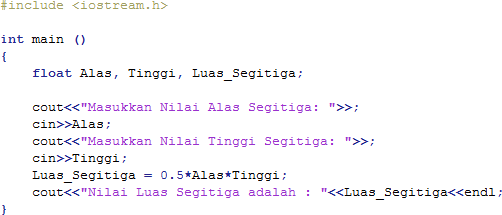 #include <iostream.h>
int main ()
{
float Alas, Tinggi, Luas_Segitiga;
cout<<"Masukkan Nilai Alas Segitiga: ">>;
cin>>Alas;
cout<<"Masukkan Nilai Tinggi Segitiga: ">>;
cin>>Tinggi;
Luas_Segitiga = 0.5*Alas*Tinggi;
cout<<"Nilai Luas Segitiga adalah : "<<Luas_Segitiga<<endl;
}